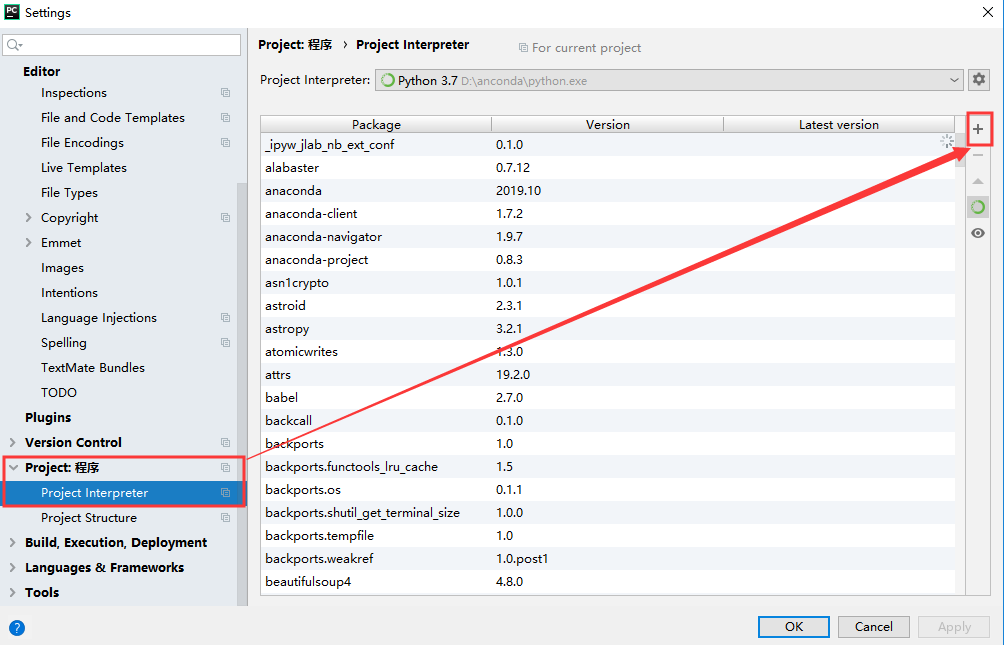 PC Settings
Editor
Inspections
File and Code Templates
File Encodings
Live Templates
File Types
Copyright
Emmet
Images
Intentions
Language Injections
Spelling
TextMate Bundles
TODO
Plugins
Version Control
Project: 程序
Project Interpreter
Project Structure
Build, Execution, Deployment
Languages & Frameworks
Tools
?
Project: 程序 › Project Interpreter For current project
Project Interpreter: Python 3.7 D:\anconda\python.exe
Package Version Latest version
_ipyw_jlab_nb_ext_conf 0.1.0
alabaster 0.7.12
anaconda 2019.10
anaconda-client 1.7.2
anaconda-navigator 1.9.7
anaconda-project 0.8.3
asn1crypto 1.0.1
astroid 2.3.1
astropy 3.2.1
atomicwrites 1.3.0
attrs 19.2.0
babel 2.7.0
backcall 0.1.0
backports 1.0
backports.functools_lru_cache 1.5
backports.os 0.1.1
backports.shutil_get_terminal_size 1.0.0
backports.tempfile 1.0
backports.weakref 1.0.post1
beautifulsoup4 4.8.0
OK Cancel Apply